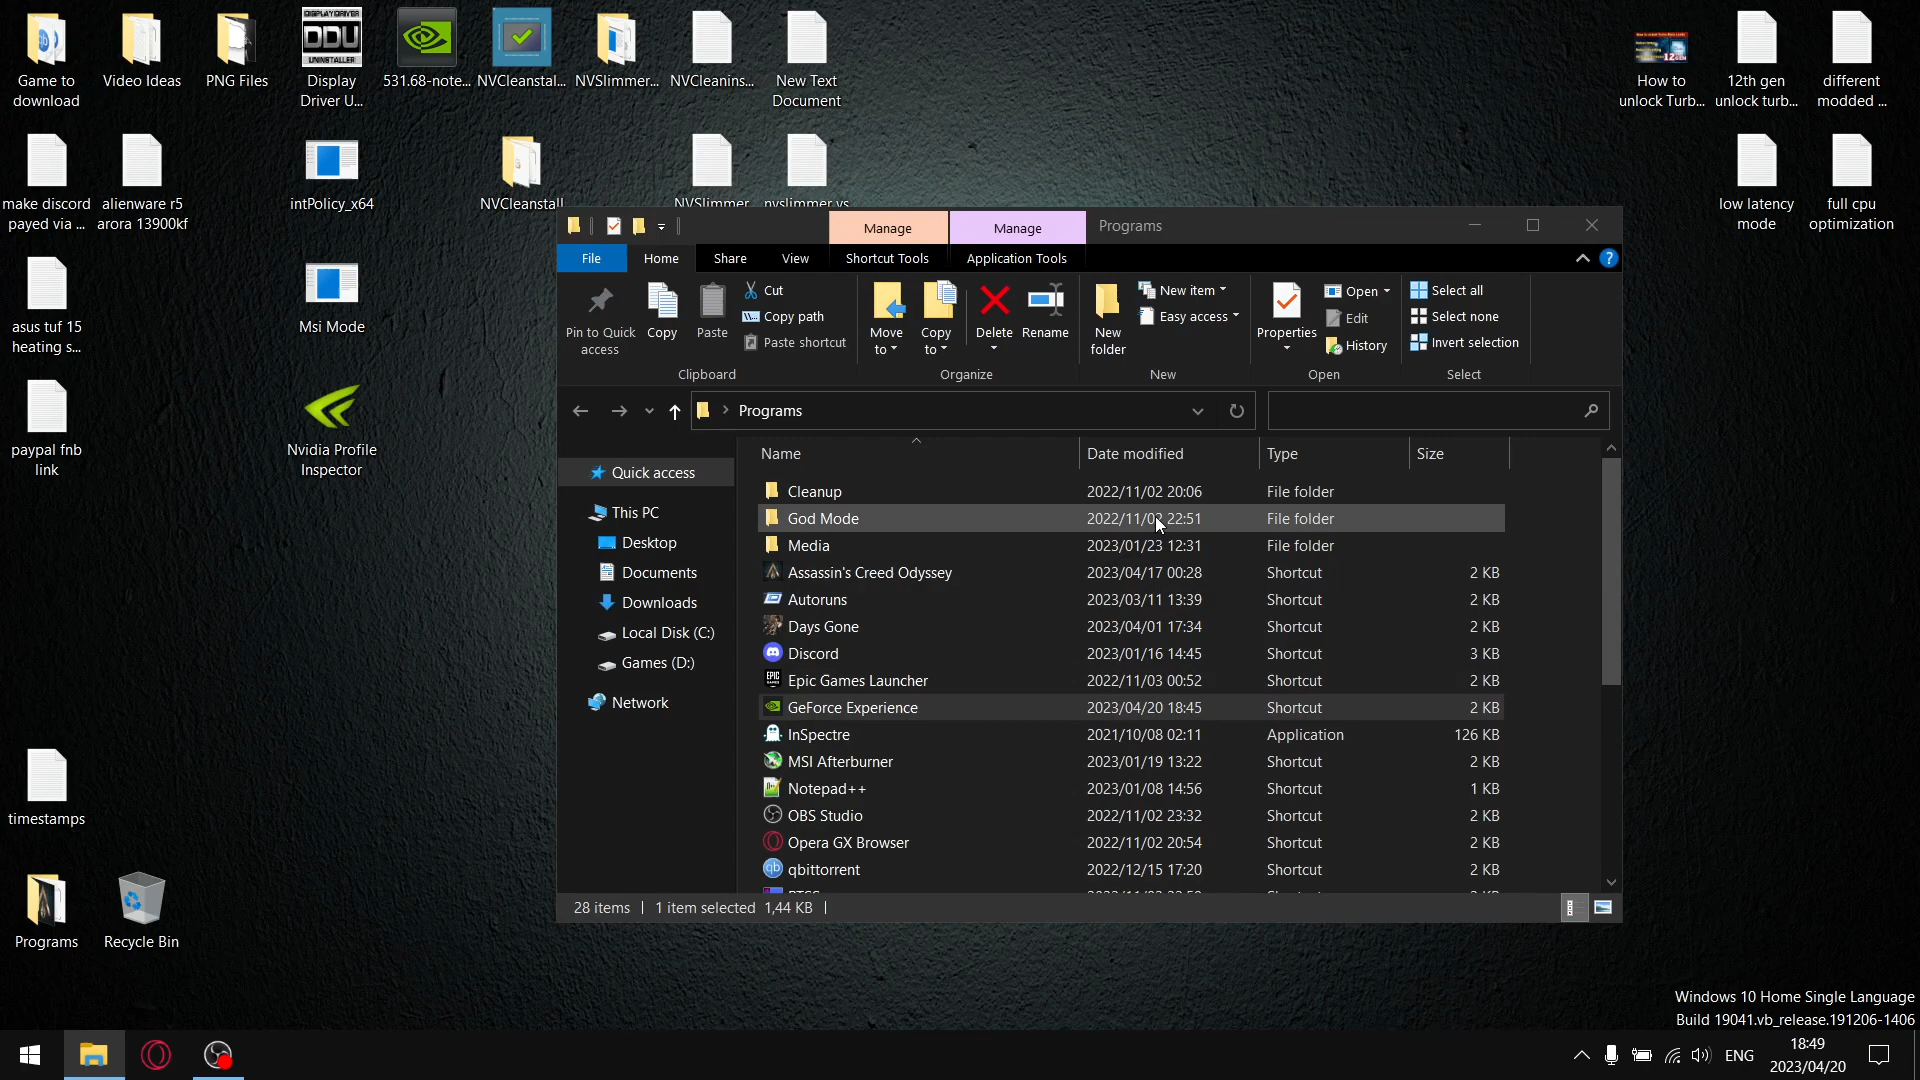 Game to
download
Video Ideas
PNG Files
DISPLAY DRIVER
DDU
UNINSTALLER
Display
Driver U...
531.68-note...
NVCleanstal...
NVSlimmer...
NVCleanins...
New Text
Document
How to
unlock Turb...
12th gen
unlock turb...
different
modded ...
make discord
payed via ...
alienware r5
arora 13900kf
intPolicy_x64
NVCleanstall
NVSlimmer
nvslimmer vs
low latency
mode
full cpu
optimization
asus tuf 15
heating s...
Msi Mode
paypal fnb
link
Nvidia Profile
Inspector
timestamps
Programs
Recycle Bin
Manage
Manage
Programs
File
Home
Share
View
Shortcut Tools
Application Tools
Pin to Quick
access
Copy
Paste
Cut
Copy path
Paste shortcut
Clipboard
Move
to
Copy
to
Delete
Rename
Organize
New
folder
New item
Easy access
New
Properties
Open
Edit
History
Open
Select all
Select none
Invert selection
Select
Programs
Quick access
This PC
Desktop
Documents
Downloads
Local Disk (C:)
Games (D:)
Network
Name Date modified Type Size
Cleanup 2022/11/02 20:06 File folder
God Mode 2022/11/02 22:51 File folder
Media 2023/01/23 12:31 File folder
Assassin's Creed Odyssey 2023/04/17 00:28 Shortcut 2 KB
Autoruns 2023/03/11 13:39 Shortcut 2 KB
Days Gone 2023/04/01 17:34 Shortcut 2 KB
Discord 2023/01/16 14:45 Shortcut 3 KB
Epic Games Launcher 2022/11/03 00:52 Shortcut 2 KB
GeForce Experience 2023/04/20 18:45 Shortcut 2 KB
InSpectre 2021/10/08 02:11 Application 126 KB
MSI Afterburner 2023/01/19 13:22 Shortcut 2 KB
Notepad++ 2023/01/08 14:56 Shortcut 1 KB
OBS Studio 2022/11/02 23:32 Shortcut 2 KB
Opera GX Browser 2022/11/02 20:54 Shortcut 2 KB
qbittorrent 2022/12/15 17:20 Shortcut 2 KB
28 items
1 item selected 1,44 KB
Windows 10 Home Single Language
Build 19041.vb_release.191206-1406
ENG
18:49
2023/04/20